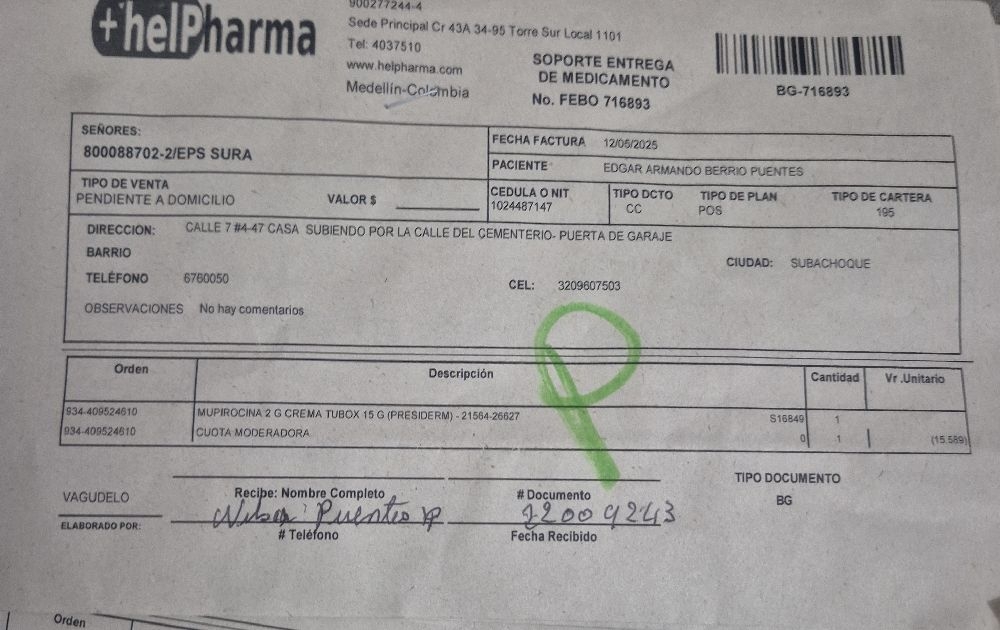 900277244-4
+helPharma
Sede Principal Cr 43A 34-95 Torre Sur Local 1101
Tel: 4037510
www.helpharma.com
Medellín-Colombia
SOPORTE ENTREGA
DE MEDICAMENTO
No. FEBO 716893
BG-716893
SEÑORES:
800088702-2/EPS SURA
FECHA FACTURA 12/05/2025
PACIENTE EDGAR ARMANDO BERRIO PUENTES
TIPO DE VENTA
PENDIENTE A DOMICILIO
VALOR $
CEDULA O NIT
1024487147
TIPO DCTO
CC
TIPO DE PLAN
POS
TIPO DE CARTERA
195
DIRECCION: CALLE 7 #4-47 CASA SUBIENDO POR LA CALLE DEL CEMENTERIO- PUERTA DE GARAJE
BARRIO
CIUDAD: SUBACHOQUE
TELÉFONO 6760050
CEL: 3209607503
OBSERVACIONES No hay comentarios
P
Orden Descripción Cantidad Vr .Unitario
934-409524610 MUPIROCINA 2 G CREMA TUBOX 15 G (PRESIDERM) - 21564-26627 S16849 1
934-409524610 CUOTA MODERADORA 0 1 (15.589)
VAGUDELO
ELABORADO POR:
Recibe: Nombre Completo
Puentes
# Teléfono
# Documento
Fecha Recibido
TIPO DOCUMENTO
BG
Orden